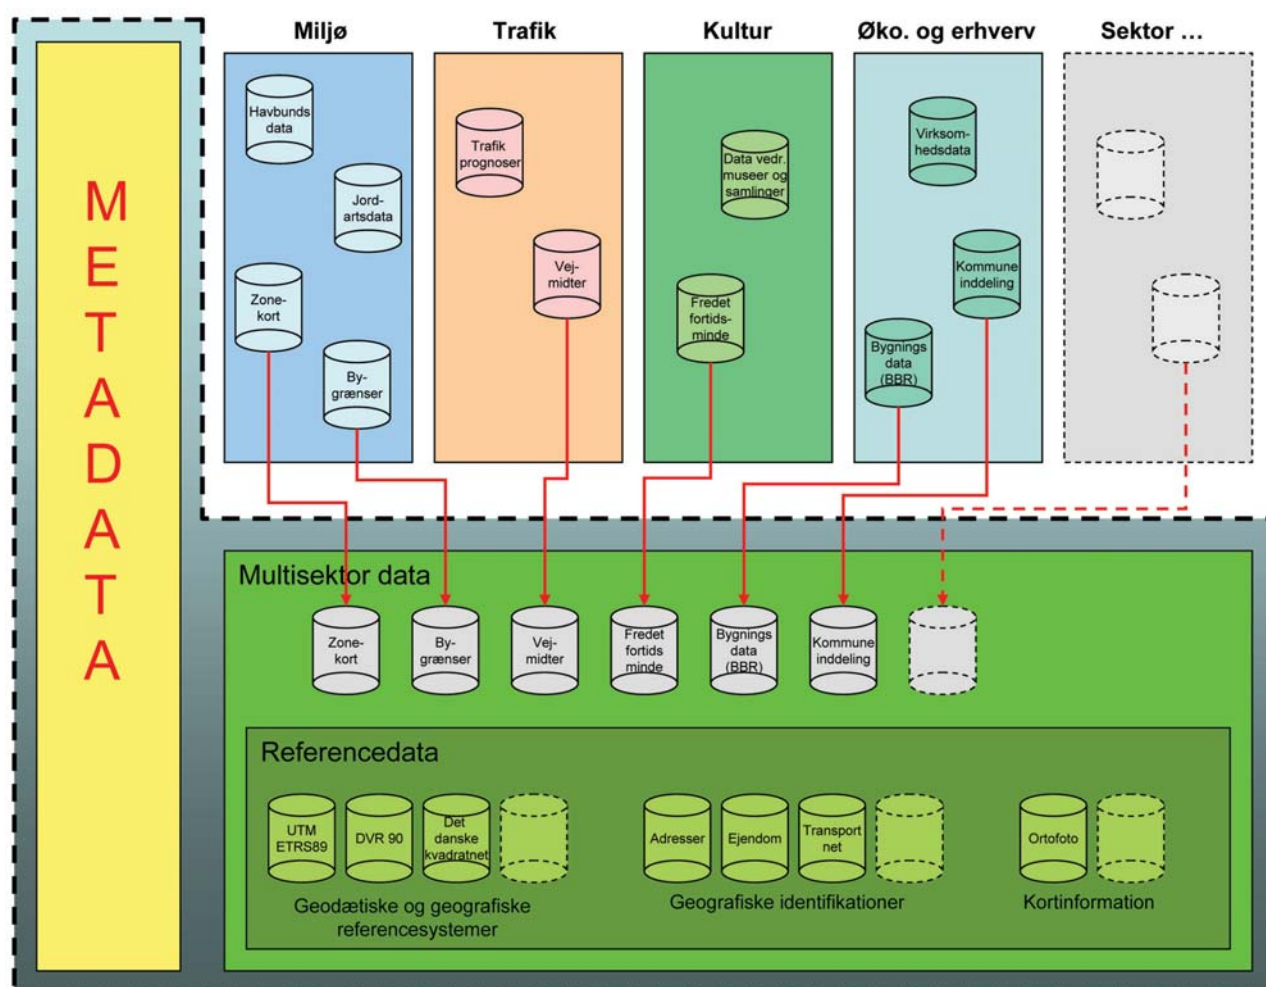 Miljø
Trafik
Kultur
Øko. og erhverv
Sektor ...
M
E
T
A
D
A
T
A
Havbunds
data
Jord-
artsdata
Zone-
kort
By-
grænser
Trafik
prognoser
Vej-
midter
Data vedr.
museer og
samlinger
Fredet
fortids-
minde
Virksom-
hedsdata
Kommune
inddeling
Bygnings
data
(BBR)
Multisektor data
Zone-
kort
By-
grænser
Vej-
midter
Fredet
fortids
minde
Bygnings
data
(BBR)
Kommune
inddeling
Referencedata
UTM
ETRS89
DVR 90
Det
danske
kvadratnet
Geodætiske og geografiske
referencesystemer
Adresser
Ejendom
Transport
net
Geografiske identifikationer
Ortofoto
Kortinformation